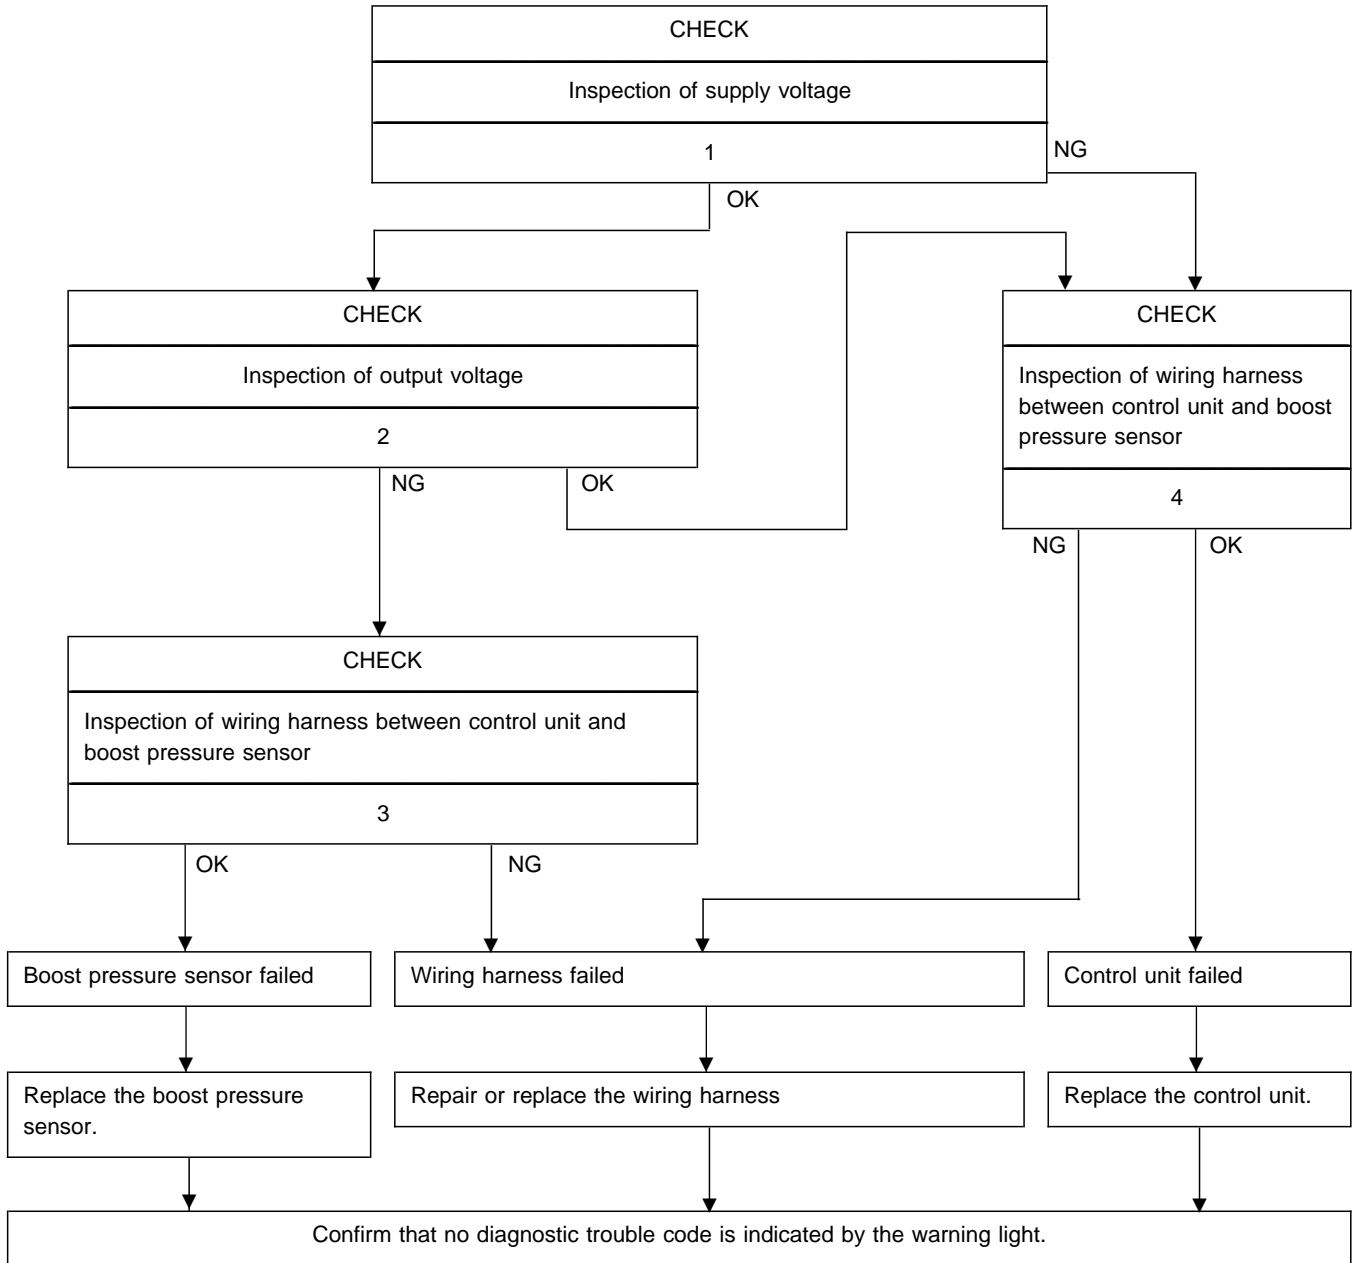 CHECK
Inspection of supply voltage
1
NG
OK
CHECK
Inspection of output voltage
2
NG
OK
CHECK
Inspection of wiring harness
between control unit and boost
pressure sensor
4
NG
OK
CHECK
Inspection of wiring harness between control unit and
boost pressure sensor
3
OK
NG
Boost pressure sensor failed
Wiring harness failed
Control unit failed
Replace the boost pressure
sensor.
Repair or replace the wiring harness
Replace the control unit.
Confirm that no diagnostic trouble code is indicated by the warning light.